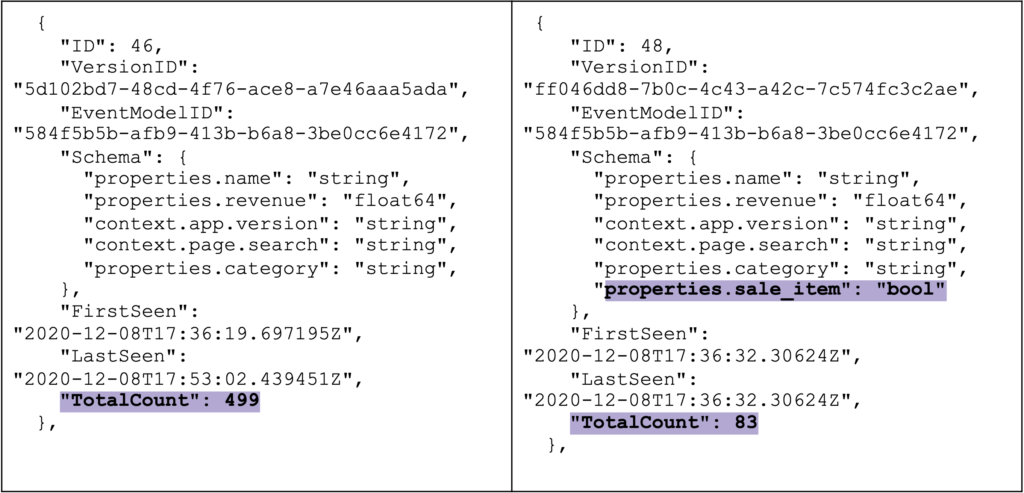 {
"ID": 46,
"VersionID":
"5d102bd7-48cd-4f76-ace8-a7e46aaa5ada",
"EventModelID":
"584f5b5b-afb9-413b-b6a8-3be0cc6e4172",
"Schema": {
"properties.name": "string",
"properties.revenue": "float64",
"context.app.version": "string",
"context.page.search": "string",
"properties.category": "string",
},
"FirstSeen":
"2020-12-08T17:36:19.697195Z",
"LastSeen":
"2020-12-08T17:53:02.439451Z",
"TotalCount": 499
},
{
"ID": 48,
"VersionID":
"ff046dd8-7b0c-4c43-a42c-7c574fc3c2ae",
"EventModelID":
"584f5b5b-afb9-413b-b6a8-3be0cc6e4172",
"Schema": {
"properties.name": "string",
"properties.revenue": "float64",
"context.app.version": "string",
"context.page.search": "string",
"properties.category": "string",
"properties.sale_item": "bool"
},
"FirstSeen":
"2020-12-08T17:36:32.30624Z",
"LastSeen":
"2020-12-08T17:36:32.30624Z",
"TotalCount": 83
},